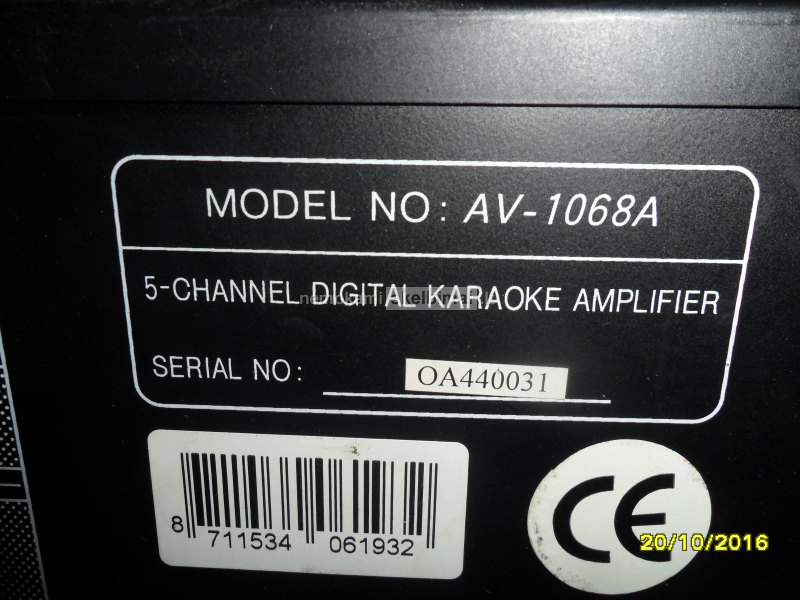 MODEL NO: AV-1068A
5-CHANNEL DIGITAL KARAOKE AMPLIFIER
SERIAL NO: OA440031
8 711534 061932
CE
20/10/2016